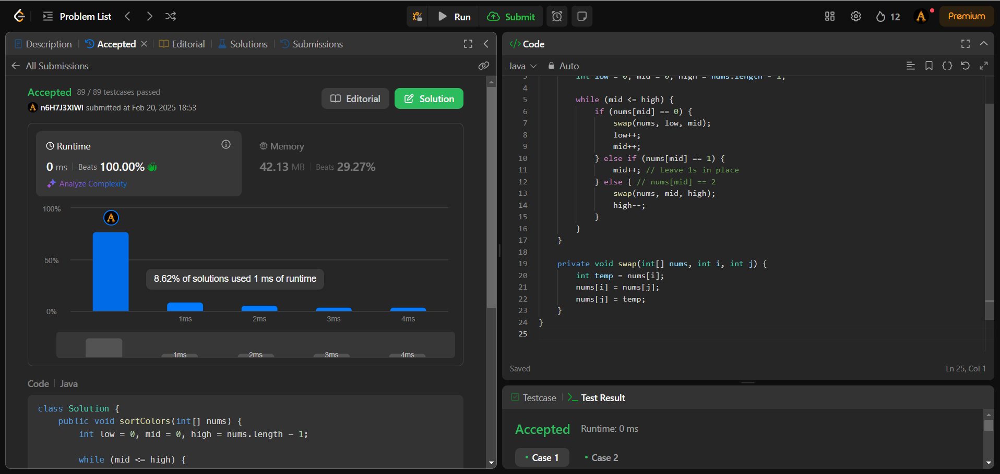 Problem List
Run
Submit
12
Premium
Description
Accepted
Editorial
Solutions
Submissions
All Submissions
Accepted 89 / 89 testcases passed
n6H7J3XiWi submitted at Feb 20, 2025 18:53
Editorial
Solution
Runtime
0 ms Beats 100.00%
Analyze Complexity
Memory
42.13 MB Beats 29.27%
100%
50%
0%
8.62% of solutions used 1 ms of runtime
1ms 2ms 3ms 4ms
1ms 2ms 3ms 4ms
Code Java
class Solution {
public void sortColors(int[] nums) {
int low = 0, mid = 0, high = nums.length - 1;
while (mid <= high) {
</> Code
Java Auto
3 int low = 0, mid = 0, high = nums.length - 1;
4
5 while (mid <= high) {
6 if (nums[mid] == 0) {
7 swap(nums, low, mid);
8 low++;
9 mid++;
10 } else if (nums[mid] == 1) {
11 mid++; // Leave 1s in place
12 } else { // nums[mid] == 2
13 swap(nums, mid, high);
14 high--;
15 }
16 }
17 }
18
19 private void swap(int[] nums, int i, int j) {
20 int temp = nums[i];
21 nums[i] = nums[j];
22 nums[j] = temp;
23 }
24 }
25
Saved
Ln 25, Col 1
Testcase
Test Result
Accepted Runtime: 0 ms
Case 1
Case 2